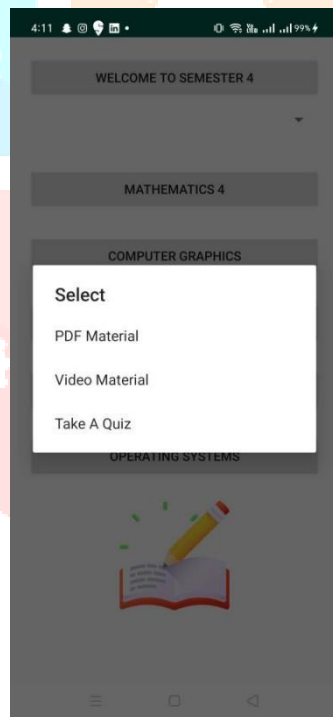 4:11
99%
WELCOME TO SEMESTER 4
MATHEMATICS 4
COMPUTER GRAPHICS
Select
PDF Material
Video Material
Take A Quiz
OPERATING SYSTEMS